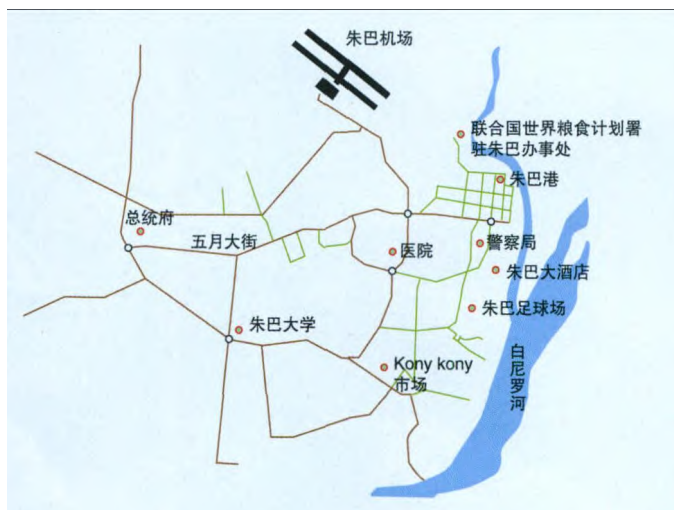 朱巴机场
联合国世界粮食计划署
驻朱巴办事处
朱巴港
总统府
五月大街
医院
警察局
朱巴大酒店
朱巴足球场
朱巴大学
Kony kony
市场
白尼罗河